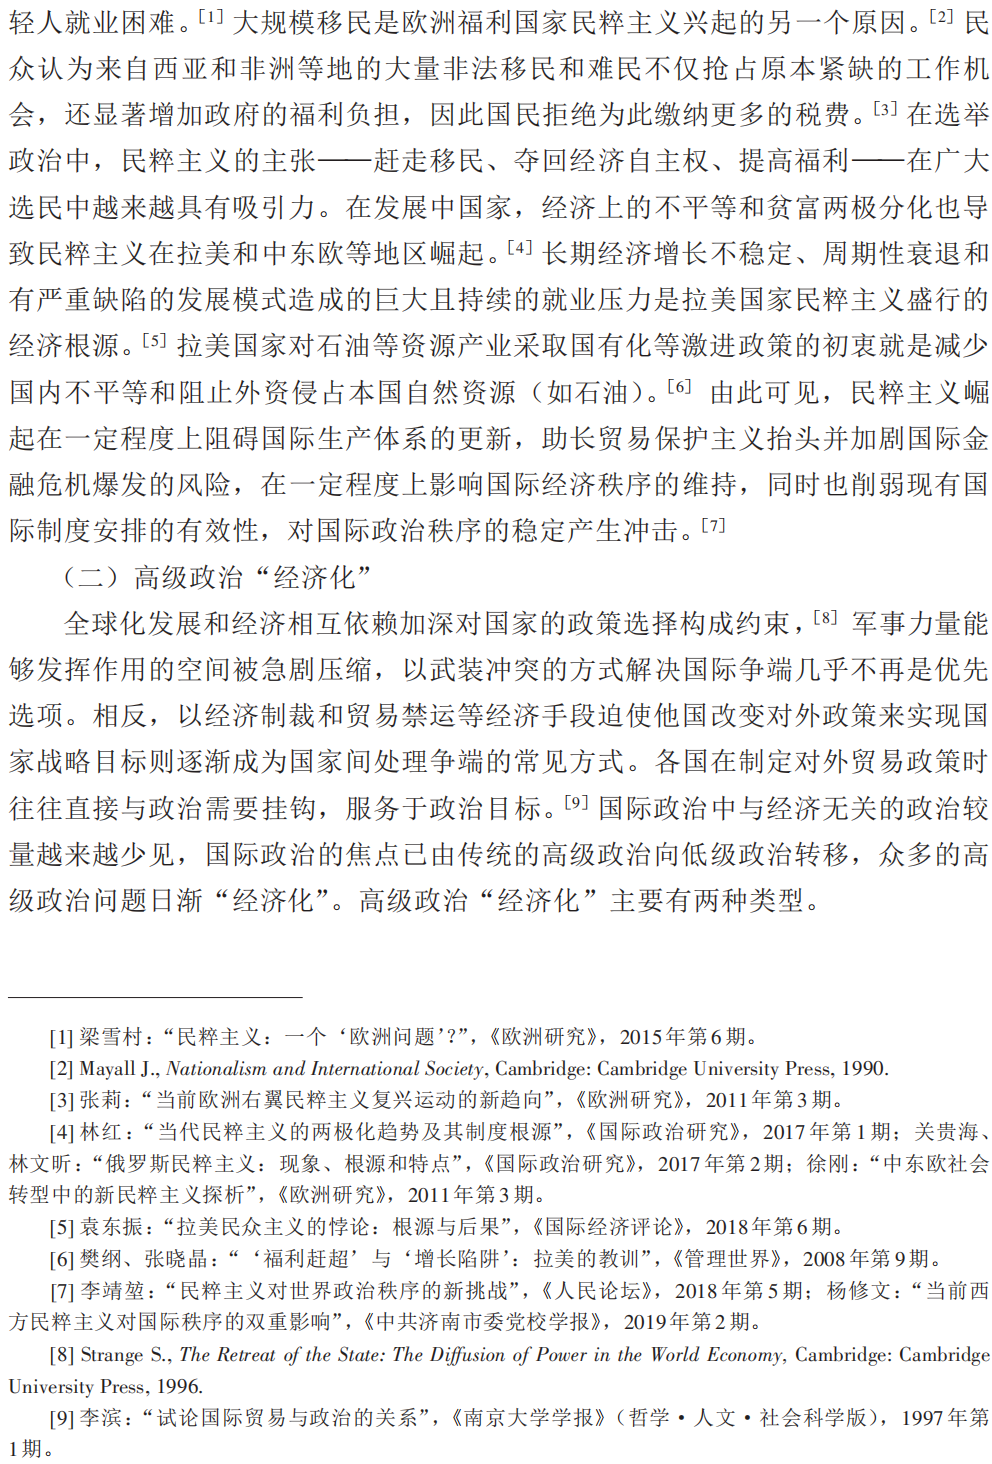 轻人就业困难。[1] 大规模移民是欧洲福利国家民粹主义兴起的另一个原因。[2] 民
众认为来自西亚和非洲等地的大量非法移民和难民不仅抢占原本紧缺的工作机
会，还显著增加政府的福利负担，因此国民拒绝为此缴纳更多的税费。[3] 在选举
政治中，民粹主义的主张——赶走移民、夺回经济自主权、提高福利——在广大
选民中越来越具有吸引力。在发展中国家，经济上的不平等和贫富两极分化也导
致民粹主义在拉美和中东欧等地区崛起。[4] 长期经济增长不稳定、周期性衰退和
有严重缺陷的发展模式造成的巨大且持续的就业压力是拉美国家民粹主义盛行的
经济根源。[5] 拉美国家对石油等资源产业采取国有化等激进政策的初衷就是减少
国内不平等和阻止外资侵占本国自然资源（如石油）。[6] 由此可见，民粹主义崛
起在一定程度上阻碍国际生产体系的更新，助长贸易保护主义抬头并加剧国际金
融危机爆发的风险，在一定程度上影响国际经济秩序的维持，同时也削弱现有国
际制度安排的有效性，对国际政治秩序的稳定产生冲击。[7]
（二）高级政治“经济化”
全球化发展和经济相互依赖加深对国家的政策选择构成约束，[8] 军事力量能
够发挥作用的空间被急剧压缩，以武装冲突的方式解决国际争端几乎不再是优先
选项。相反，以经济制裁和贸易禁运等经济手段迫使他国改变对外政策来实现国
家战略目标则逐渐成为国家间处理争端的常见方式。各国在制定对外贸易政策时
往往直接与政治需要挂钩，服务于政治目标。[9] 国际政治中与经济无关的政治较
量越来越少见，国际政治的焦点已由传统的高级政治向低级政治转移，众多的高
级政治问题日渐“经济化”。高级政治“经济化”主要有两种类型。
[1] 梁雪村：“民粹主义：一个‘欧洲问题’？”，《欧洲研究》，2015年第6期。
[2] Mayall J., Nationalism and International Society, Cambridge: Cambridge University Press, 1990.
[3] 张莉：“当前欧洲右翼民粹主义复兴运动的新趋向”，《欧洲研究》，2011年第3期。
[4] 林红：“当代民粹主义的两极化趋势及其制度根源”，《国际政治研究》，2017年第1期；关贵海、
林文昕：“俄罗斯民粹主义：现象、根源和特点”，《国际政治研究》，2017年第2期；徐刚：“中东欧社会
转型中的新民粹主义探析”，《欧洲研究》，2011年第3期。
[5] 袁东振：“拉美民众主义的悖论：根源与后果”，《国际经济评论》，2018年第6期。
[6] 樊纲、张晓晶：“‘福利赶超’与‘增长陷阱’：拉美的教训”，《管理世界》，2008年第9期。
[7] 李靖堃：“民粹主义对世界政治秩序的新挑战”，《人民论坛》，2018年第5期；杨修文：“当前西
方民粹主义对国际秩序的双重影响”，《中共济南市委党校学报》，2019年第2期。
[8] Strange S., The Retreat of the State: The Diffusion of Power in the World Economy, Cambridge: Cambridge
University Press, 1996.
[9] 李滨：“试论国际贸易与政治的关系”，《南京大学学报》（哲学·人文·社会科学版），1997年第
1期。